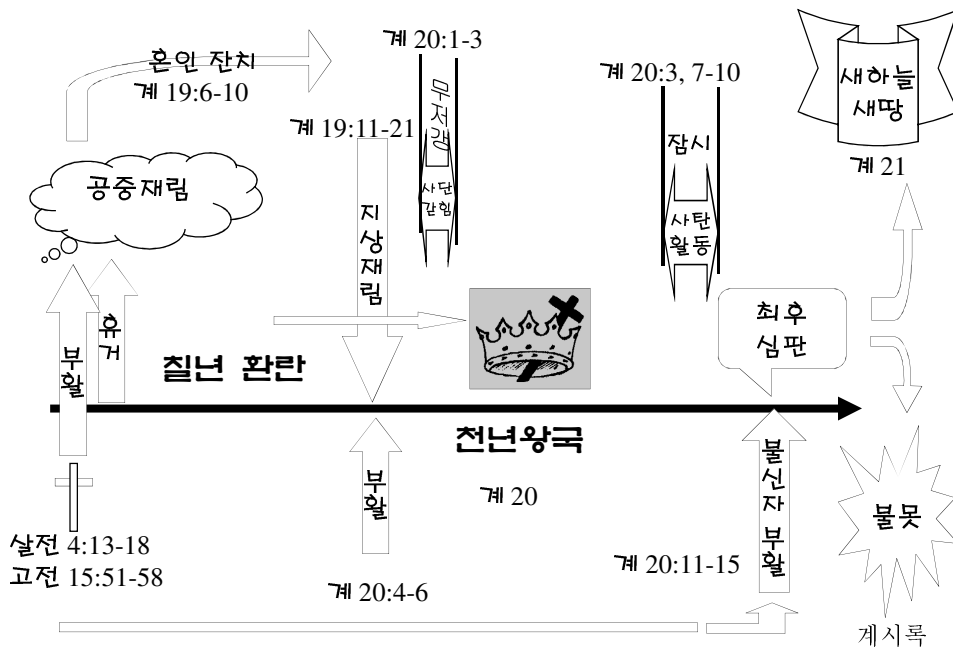 혼인 잔치
계 19:6-10
계 20:1-3
무저갱
사단
갇힘
계 19:11-21
계 20:3, 7-10
잠시
사탄
활동
새하늘
새땅
계 21
공중재림
지상재림
최후
심판
부활
휴거
칠년 환란
천년왕국
계 20
부활
불신자 부활
불못
살전 4:13-18
고전 15:51-58
계 20:4-6
계 20:11-15
계시록